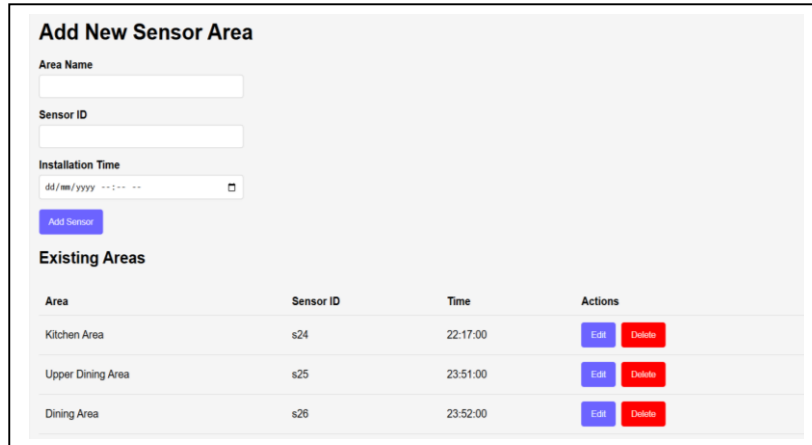 Add New Sensor Area
Area Name
Sensor ID
Installation Time
dd/mm/yyyy --:-- --
Add Sensor
Existing Areas
Area Sensor ID Time Actions
Kitchen Area s24 22:17:00 Edit Delete
Upper Dining Area s25 23:51:00 Edit Delete
Dining Area s26 23:52:00 Edit Delete